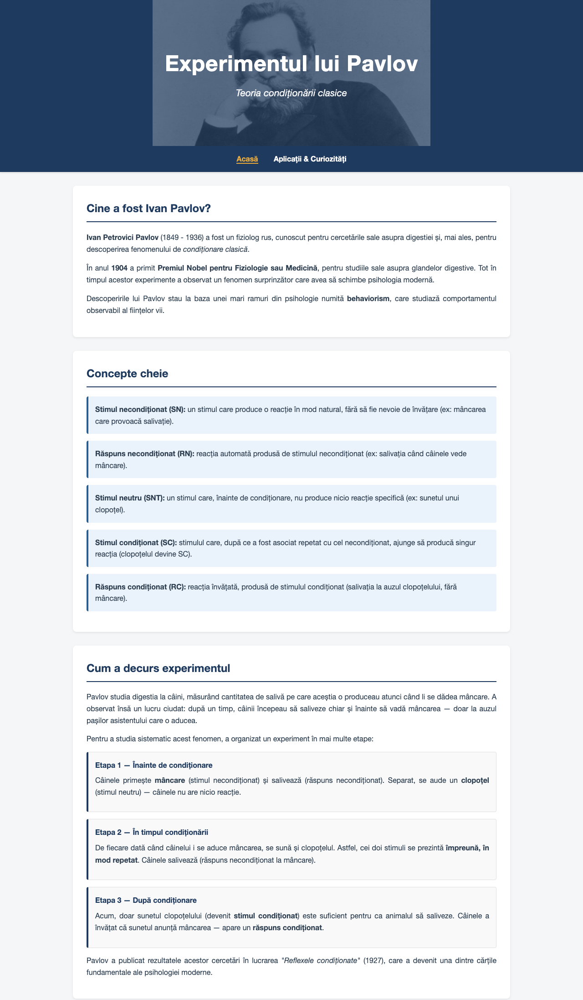 Experimentul lui Pavlov
Teoria condiționării clasice
Acasă Aplicații & Curiozități
Cine a fost Ivan Pavlov?
Ivan Petrovici Pavlov (1849 - 1936) a fost un fiziolog rus, cunoscut pentru cercetările sale asupra digestiei și, mai ales, pentru
descoperirea fenomenului de condiționare clasică.
În anul 1904 a primit Premiul Nobel pentru Fiziologie sau Medicină, pentru studiile sale asupra glandelor digestive. Tot în
timpul acestor experimente a observat un fenomen surprinzător care avea să schimbe psihologia modernă.
Descoperirile lui Pavlov stau la baza unei mari ramuri din psihologie numită behaviorism, care studiază comportamentul
observabil al ființelor vii.
Concepte cheie
Stimul necondiționat (SN): un stimul care produce o reacție în mod natural, fără să fie nevoie de învățare (ex: mâncarea
care provoacă salivație).
Răspuns necondiționat (RN): reacția automată produsă de stimulul necondiționat (ex: salivația când câinele vede
mâncare).
Stimul neutru (SNT): un stimul care, înainte de condiționare, nu produce nicio reacție specifică (ex: sunetul unui
clopoțel).
Stimul condiționat (SC): stimulul care, după ce a fost asociat repetat cu cel necondiționat, ajunge să producă singur
reacția (clopoțelul devine SC).
Răspuns condiționat (RC): reacția învățată, produsă de stimulul condiționat (salivația la auzul clopoțelului, fără
mâncare).
Cum a decurs experimentul
Pavlov studia digestia la câini, măsurând cantitatea de salivă pe care aceștia o produceau atunci când li se dădea mâncare. A
observat însă un lucru ciudat: după un timp, câinii începeau să saliveze chiar și înainte să vadă mâncarea — doar la auzul
pașilor asistentului care o aducea.
Pentru a studia sistematic acest fenomen, a organizat un experiment în mai multe etape:
Etapa 1 — Înainte de condiționare
Câinele primește mâncare (stimul necondiționat) și salivează (răspuns necondiționat). Separat, se aude un clopoțel
(stimul neutru) — câinele nu are nicio reacție.
Etapa 2 — În timpul condiționării
De fiecare dată când câinelui i se aduce mâncarea, se sună și clopoțelul. Astfel, cei doi stimuli se prezintă împreună, în
mod repetat. Câinele salivează (răspuns necondiționat la mâncare).
Etapa 3 — După condiționare
Acum, doar sunetul clopoțelului (devenit stimul condiționat) este suficient pentru ca animalul să saliveze. Câinele a
învățat că sunetul anunță mâncarea — apare un răspuns condiționat.
Pavlov a publicat rezultatele acestor cercetări în lucrarea "Reflexele condiționate" (1927), care a devenit una dintre cărțile
fundamentale ale psihologiei moderne.